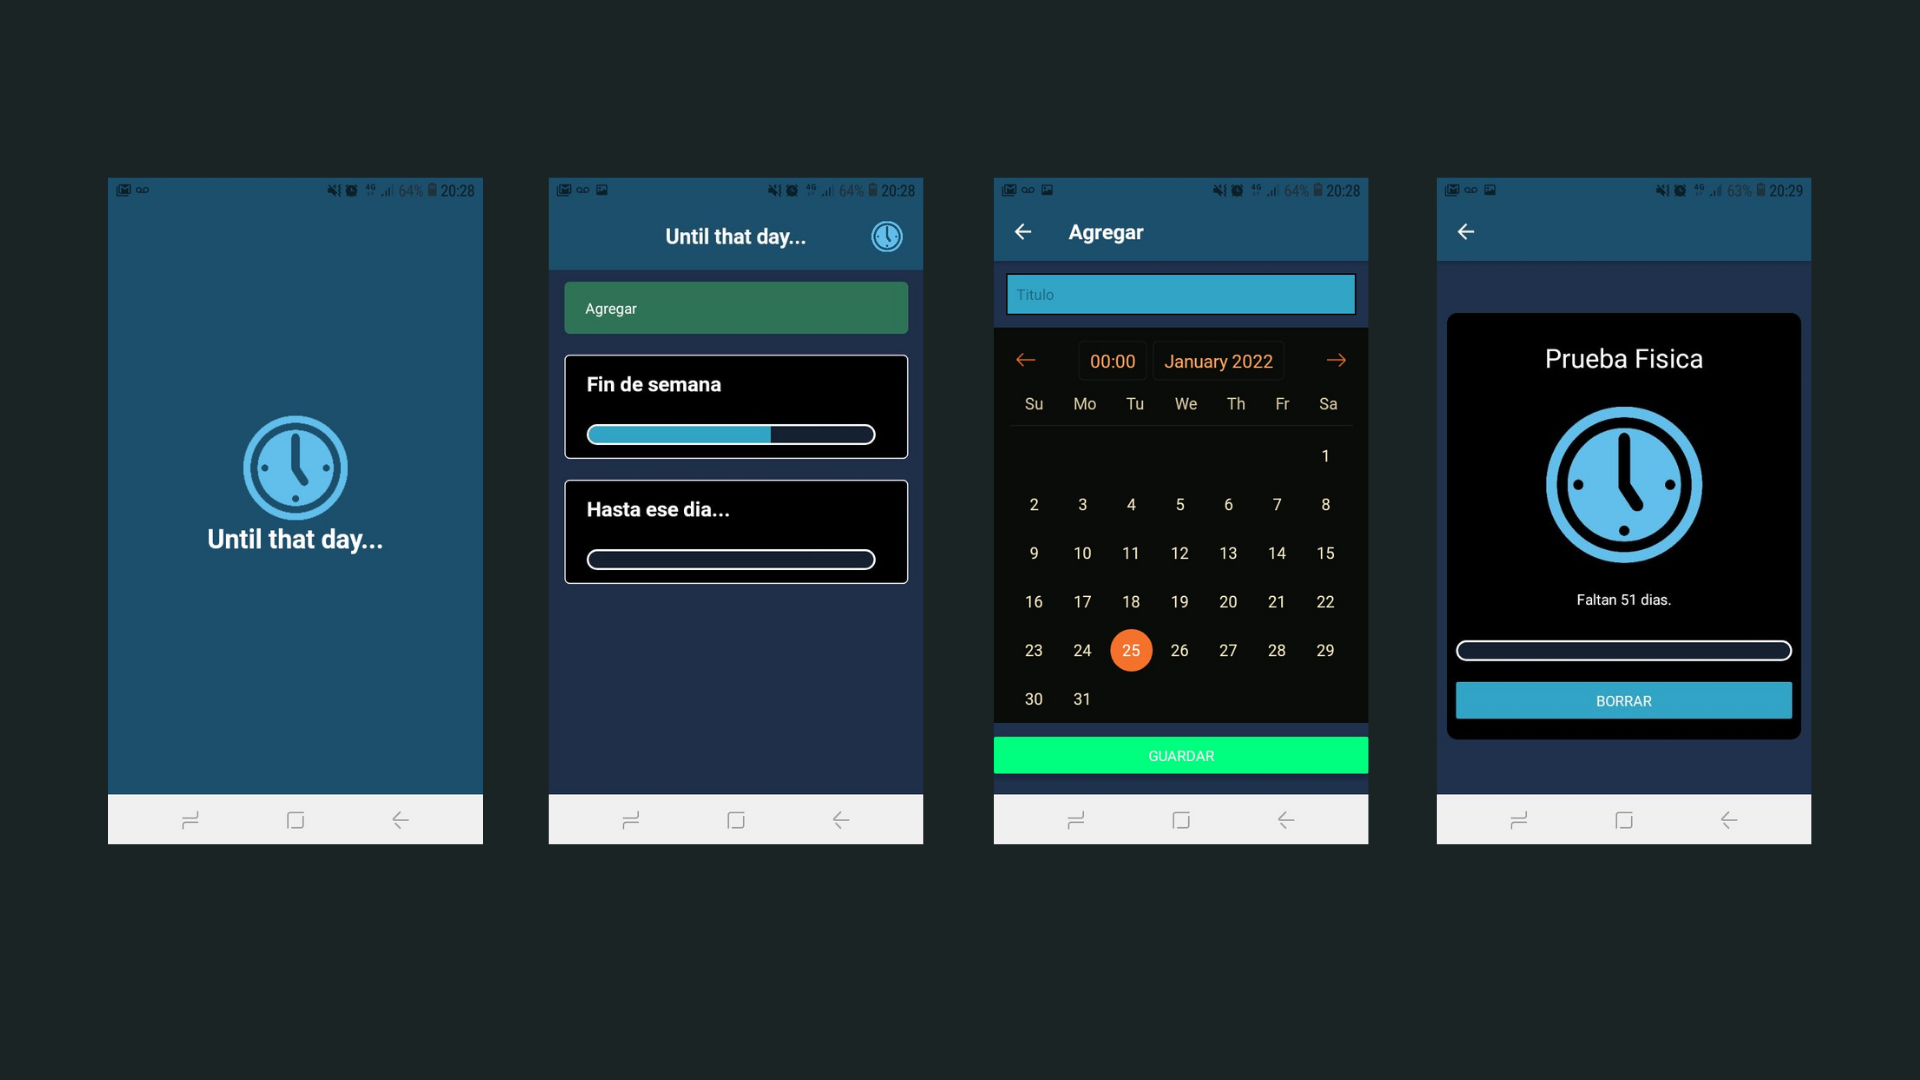 64% 20:28
Until that day...
64% 20:28
Until that day...
Agregar
Fin de semana
Hasta ese dia...
64% 20:28
Agregar
Titulo
00:00 January 2022
Su Mo Tu We Th Fr Sa
1
2 3 4 5 6 7 8
9 10 11 12 13 14 15
16 17 18 19 20 21 22
23 24 25 26 27 28 29
30 31
GUARDAR
63% 20:29
Prueba Fisica
Faltan 51 dias.
BORRAR